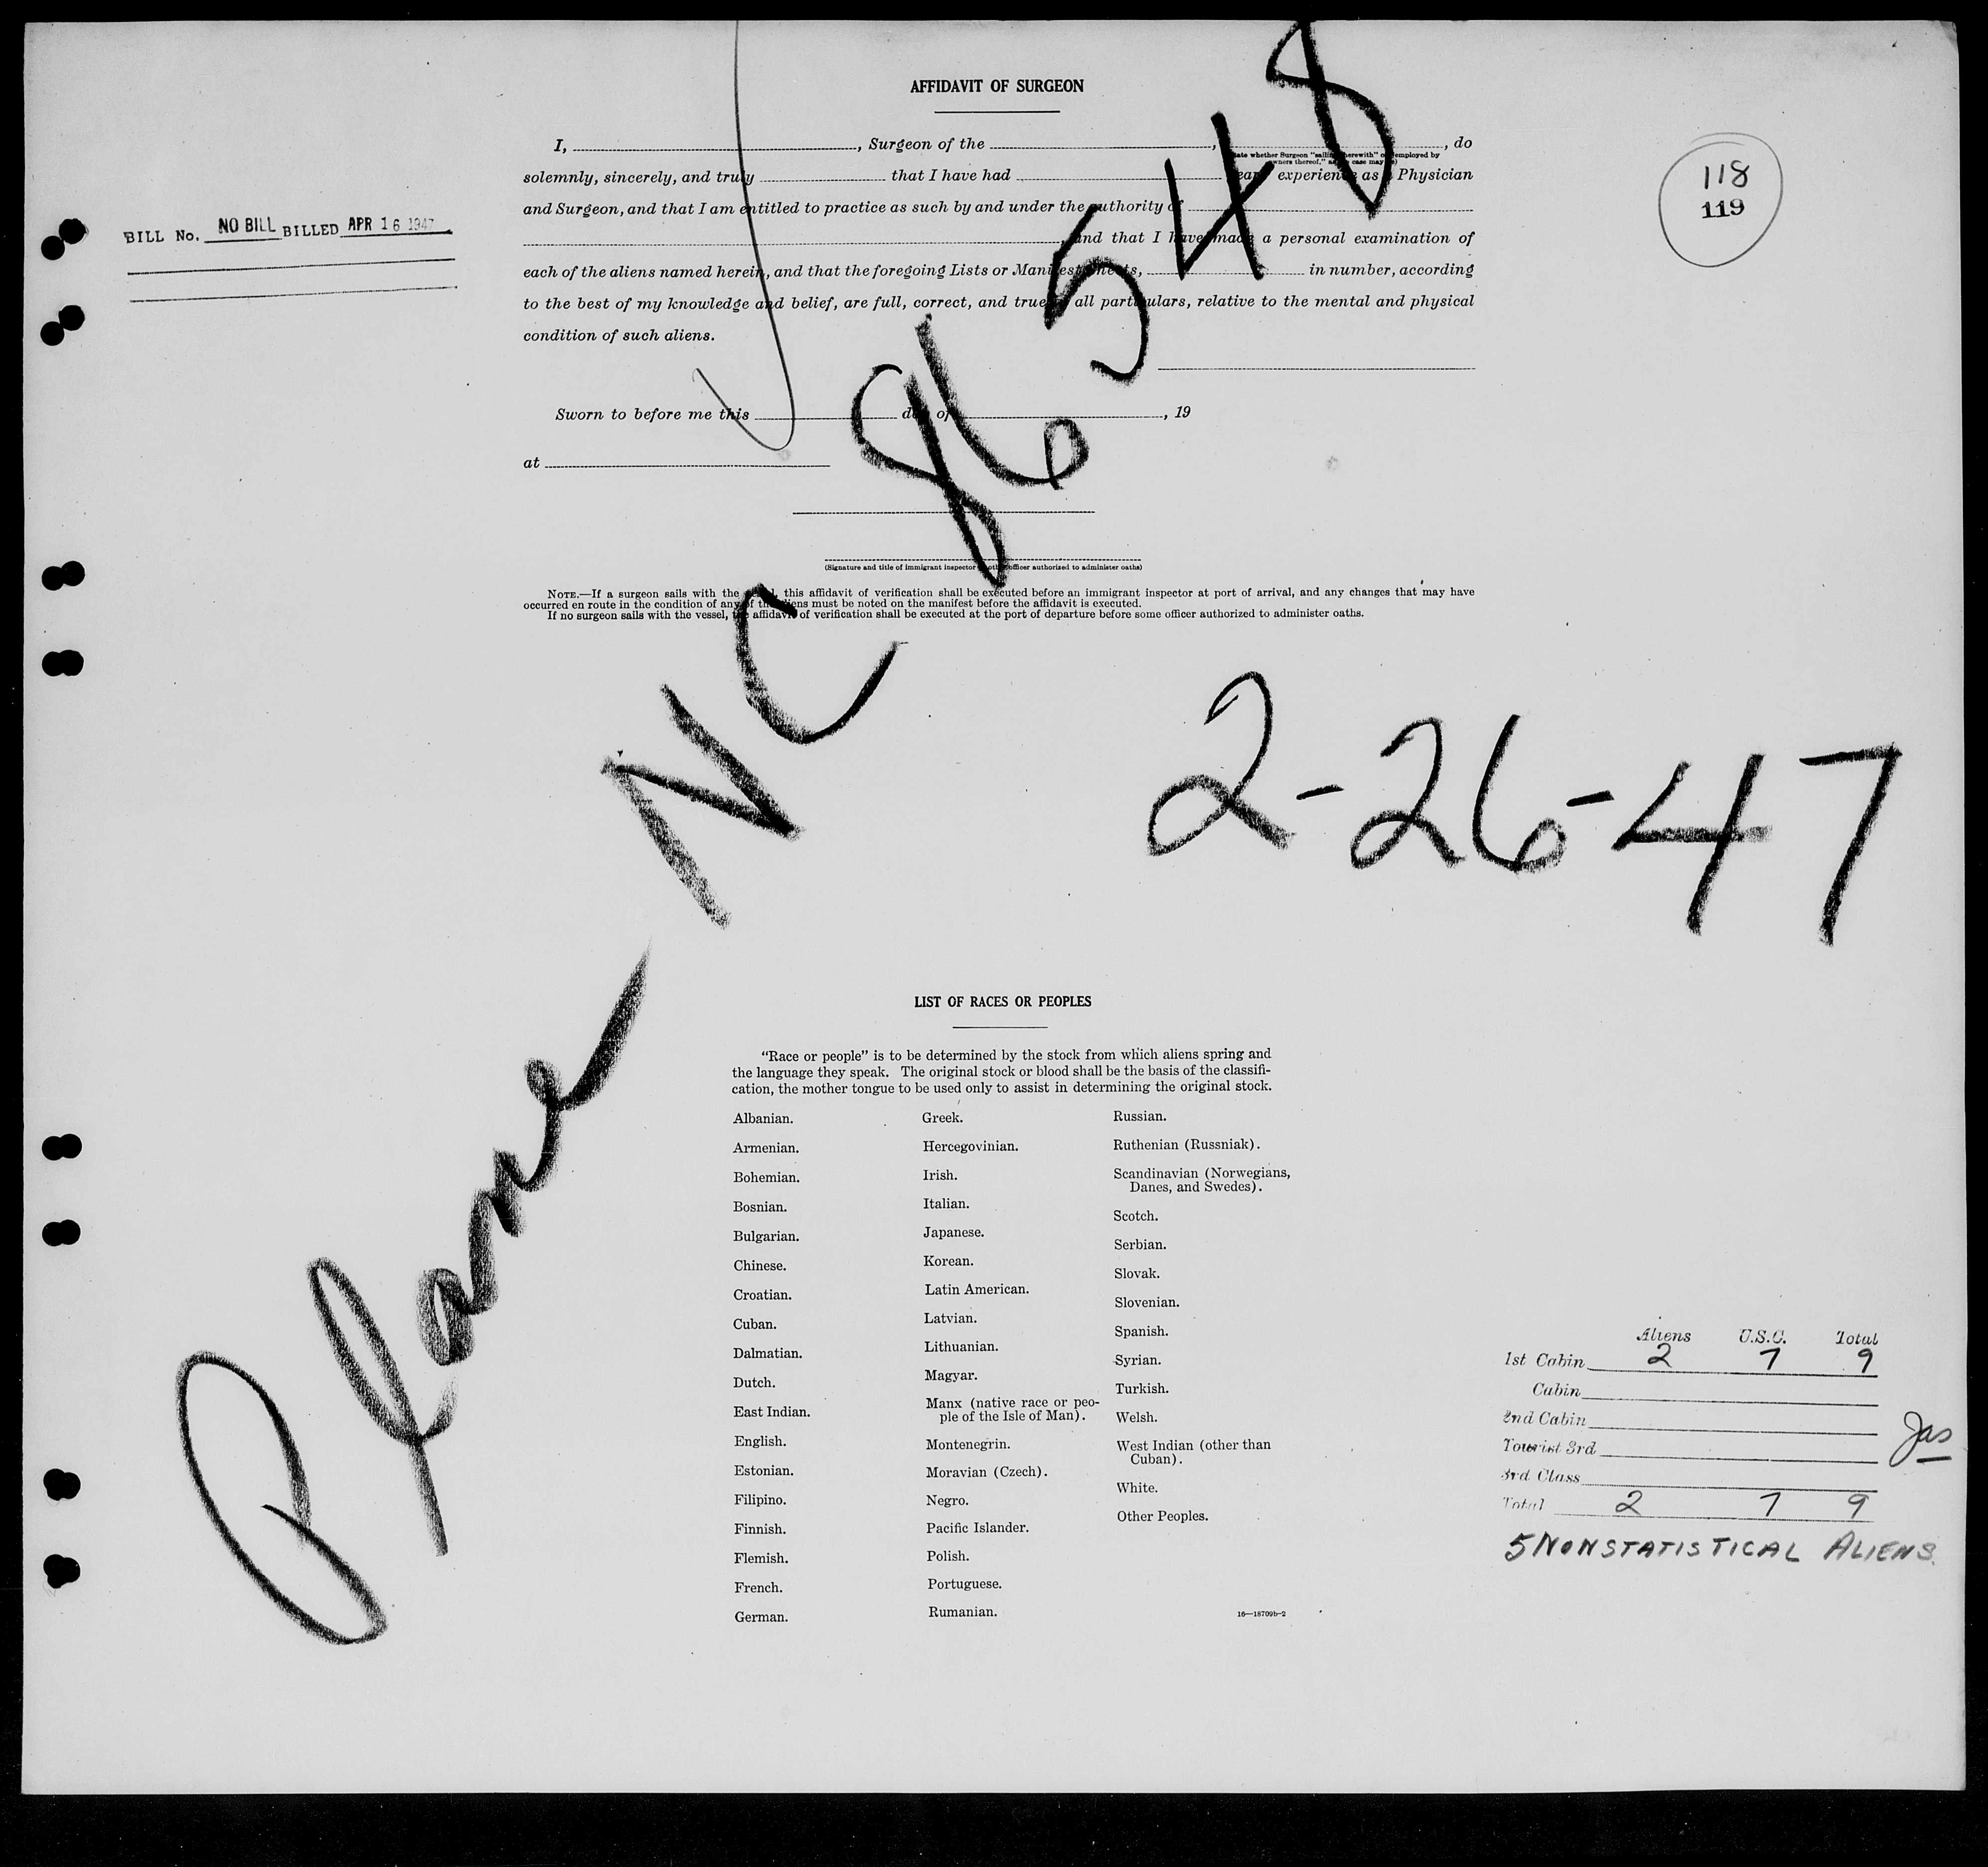 AFFIDAVIT OF SURGEON
I, , Surgeon of the , , do
solemnly, sincerely, and truly that I have had experience as Physician
and Surgeon, and that I am entitled to practice as such by and under the authority of
, and that I have made a personal examination of
each of the aliens named herein, and that the foregoing Lists or Manifest Sheets, in number, according
to the best of my knowledge and belief, are full, correct, and true all particulars, relative to the mental and physical
condition of such aliens.
Sworn to before me this day of , 19
at
(Signature and title of immigrant inspector officer authorized to administer oaths)
NOTE.—If a surgeon sails with the this affidavit of verification shall be executed before an immigrant inspector at port of arrival, and any changes that may have
occurred en route in the condition of any of the aliens must be noted on the manifest before the affidavit is executed.
If no surgeon sails with the vessel, the affidavit of verification shall be executed at the port of departure before some officer authorized to administer oaths.
118
119
BILL No. NO BILL BILLED APR 16 1947
Plane NC 86548
2-26-47
LIST OF RACES OR PEOPLES
"Race or people" is to be determined by the stock from which aliens spring and
the language they speak. The original stock or blood shall be the basis of the classifi-
cation, the mother tongue to be used only to assist in determining the original stock.
Albanian.
Armenian.
Bohemian.
Bosnian.
Bulgarian.
Chinese.
Croatian.
Cuban.
Dalmatian.
Dutch.
East Indian.
English.
Estonian.
Filipino.
Finnish.
Flemish.
French.
German.
Greek.
Hercegovinian.
Irish.
Italian.
Japanese.
Korean.
Latin American.
Latvian.
Lithuanian.
Magyar.
Manx (native race or peo-
ple of the Isle of Man).
Montenegrin.
Moravian (Czech).
Negro.
Pacific Islander.
Polish.
Portuguese.
Rumanian.
Russian.
Ruthenian (Russniak).
Scandinavian (Norwegians,
Danes, and Swedes).
Scotch.
Serbian.
Slovak.
Slovenian.
Spanish.
Syrian.
Turkish.
Welsh.
West Indian (other than
Cuban).
White.
Other Peoples.
16—18709b-2
Aliens U.S.C. Total
1st Cabin 2 7 9
Cabin
2nd Cabin
Tourist 3rd
3rd Class
Total 2 7 9
Jas
5 NONSTATISTICAL ALIENS.